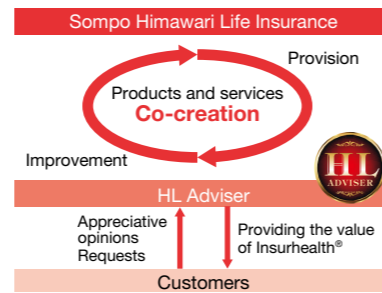 Sompo Himawari Life Insurance
Provision
Products and services
Co-creation
Improvement
HL
ADVISER
HL Adviser
Appreciative
opinions
Requests
Providing the value
of Insurhealth®
Customers